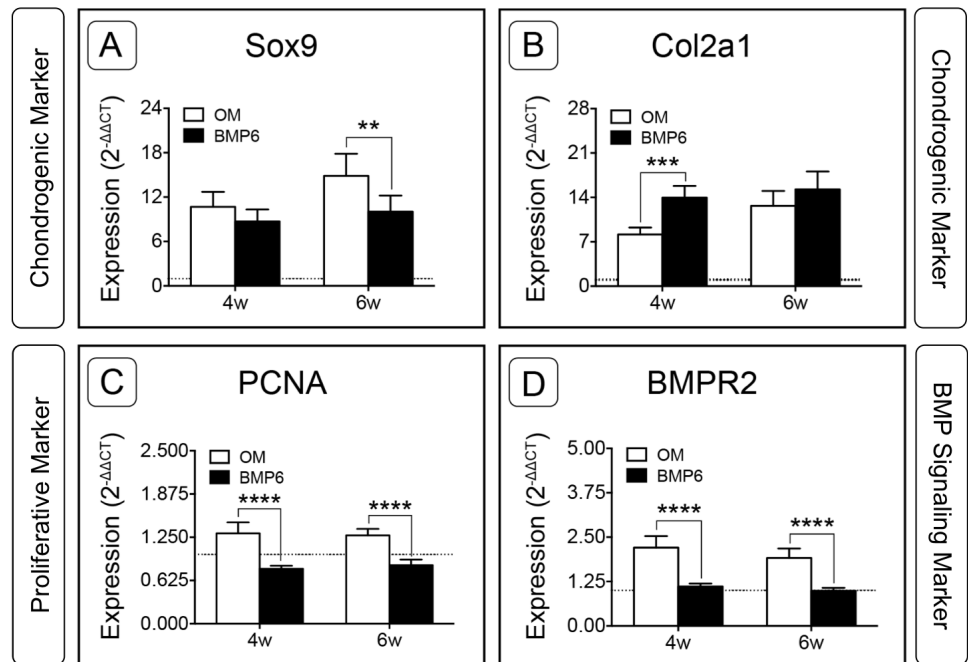 Chondrogenic Marker
A
Sox9
Expression (2-ΔΔCT)
24
18
12
6
0
OM
BMP6
**
4w
6w
B
Col2a1
Expression (2-ΔΔCT)
28
21
14
7
0
OM
BMP6
***
4w
6w
Chondrogenic Marker
Proliferative Marker
C
PCNA
Expression (2-ΔΔCT)
2.500
1.875
1.250
0.625
0.000
OM
BMP6
****
****
4w
6w
D
BMPR2
Expression (2-ΔΔCT)
5.00
3.75
2.50
1.25
0.00
OM
BMP6
****
****
4w
6w
BMP Signaling Marker